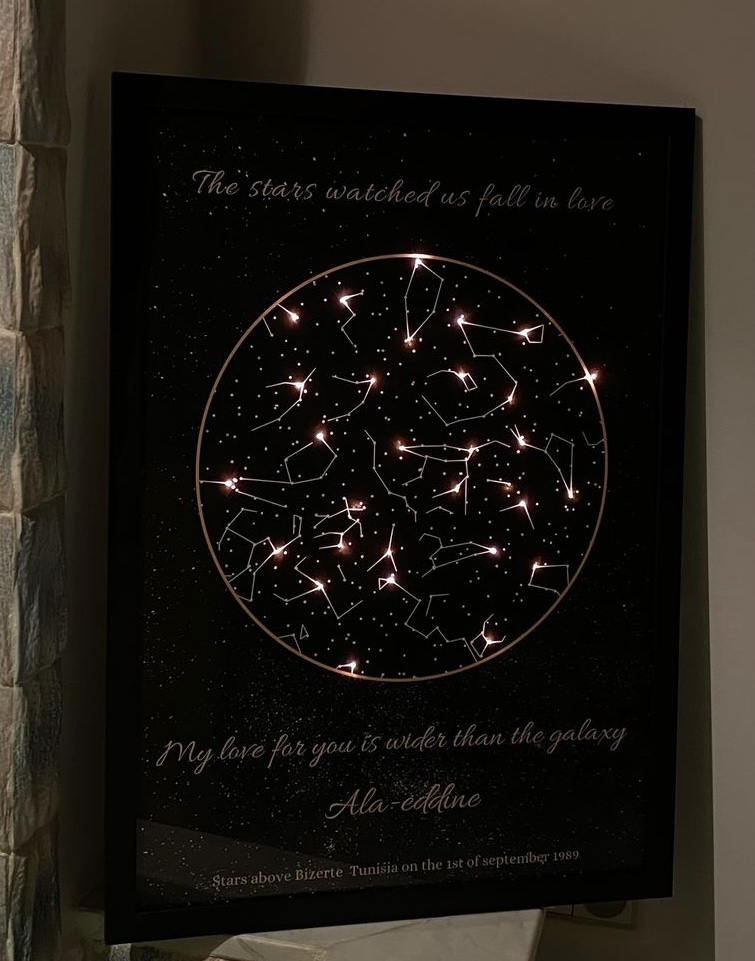 The stars watched us fall in love
My love for you is wider than the galaxy
Ala-eddine
Stars above Bizerte Tunisia on the 1st of september 1989